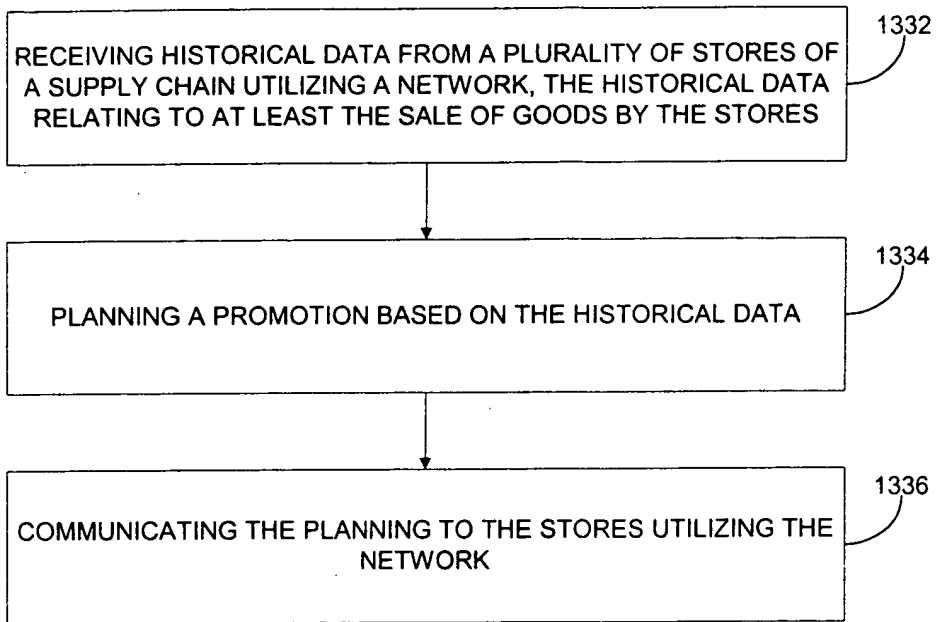 1332
RECEIVING HISTORICAL DATA FROM A PLURALITY OF STORES OF
A SUPPLY CHAIN UTILIZING A NETWORK, THE HISTORICAL DATA
RELATING TO AT LEAST THE SALE OF GOODS BY THE STORES
1334
PLANNING A PROMOTION BASED ON THE HISTORICAL DATA
1336
COMMUNICATING THE PLANNING TO THE STORES UTILIZING THE
NETWORK